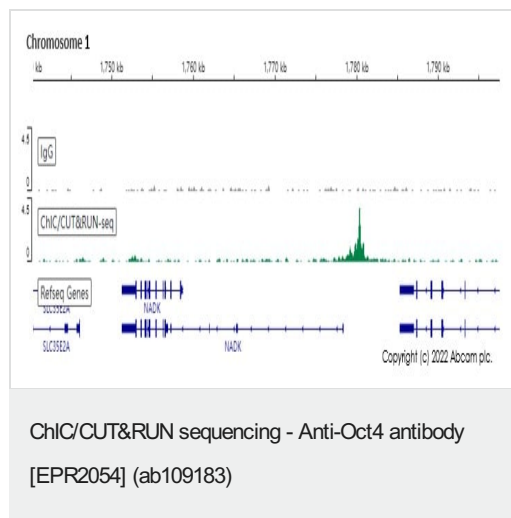 Chromosome 1
kb 1,750 kb 1,760 kb 1,770 kb 1,780 kb 1,790 kb
4.5
IgG
0
4.5
ChIC/CUT&RUN-seq
0
Refseq Genes
SLC35E2A NADK
SLC35E2A NADK
Copyright (c) 2022 Abcam plc.
ChIC/CUT&RUN sequencing - Anti-Oct4 antibody
[EPR2054] (ab109183)